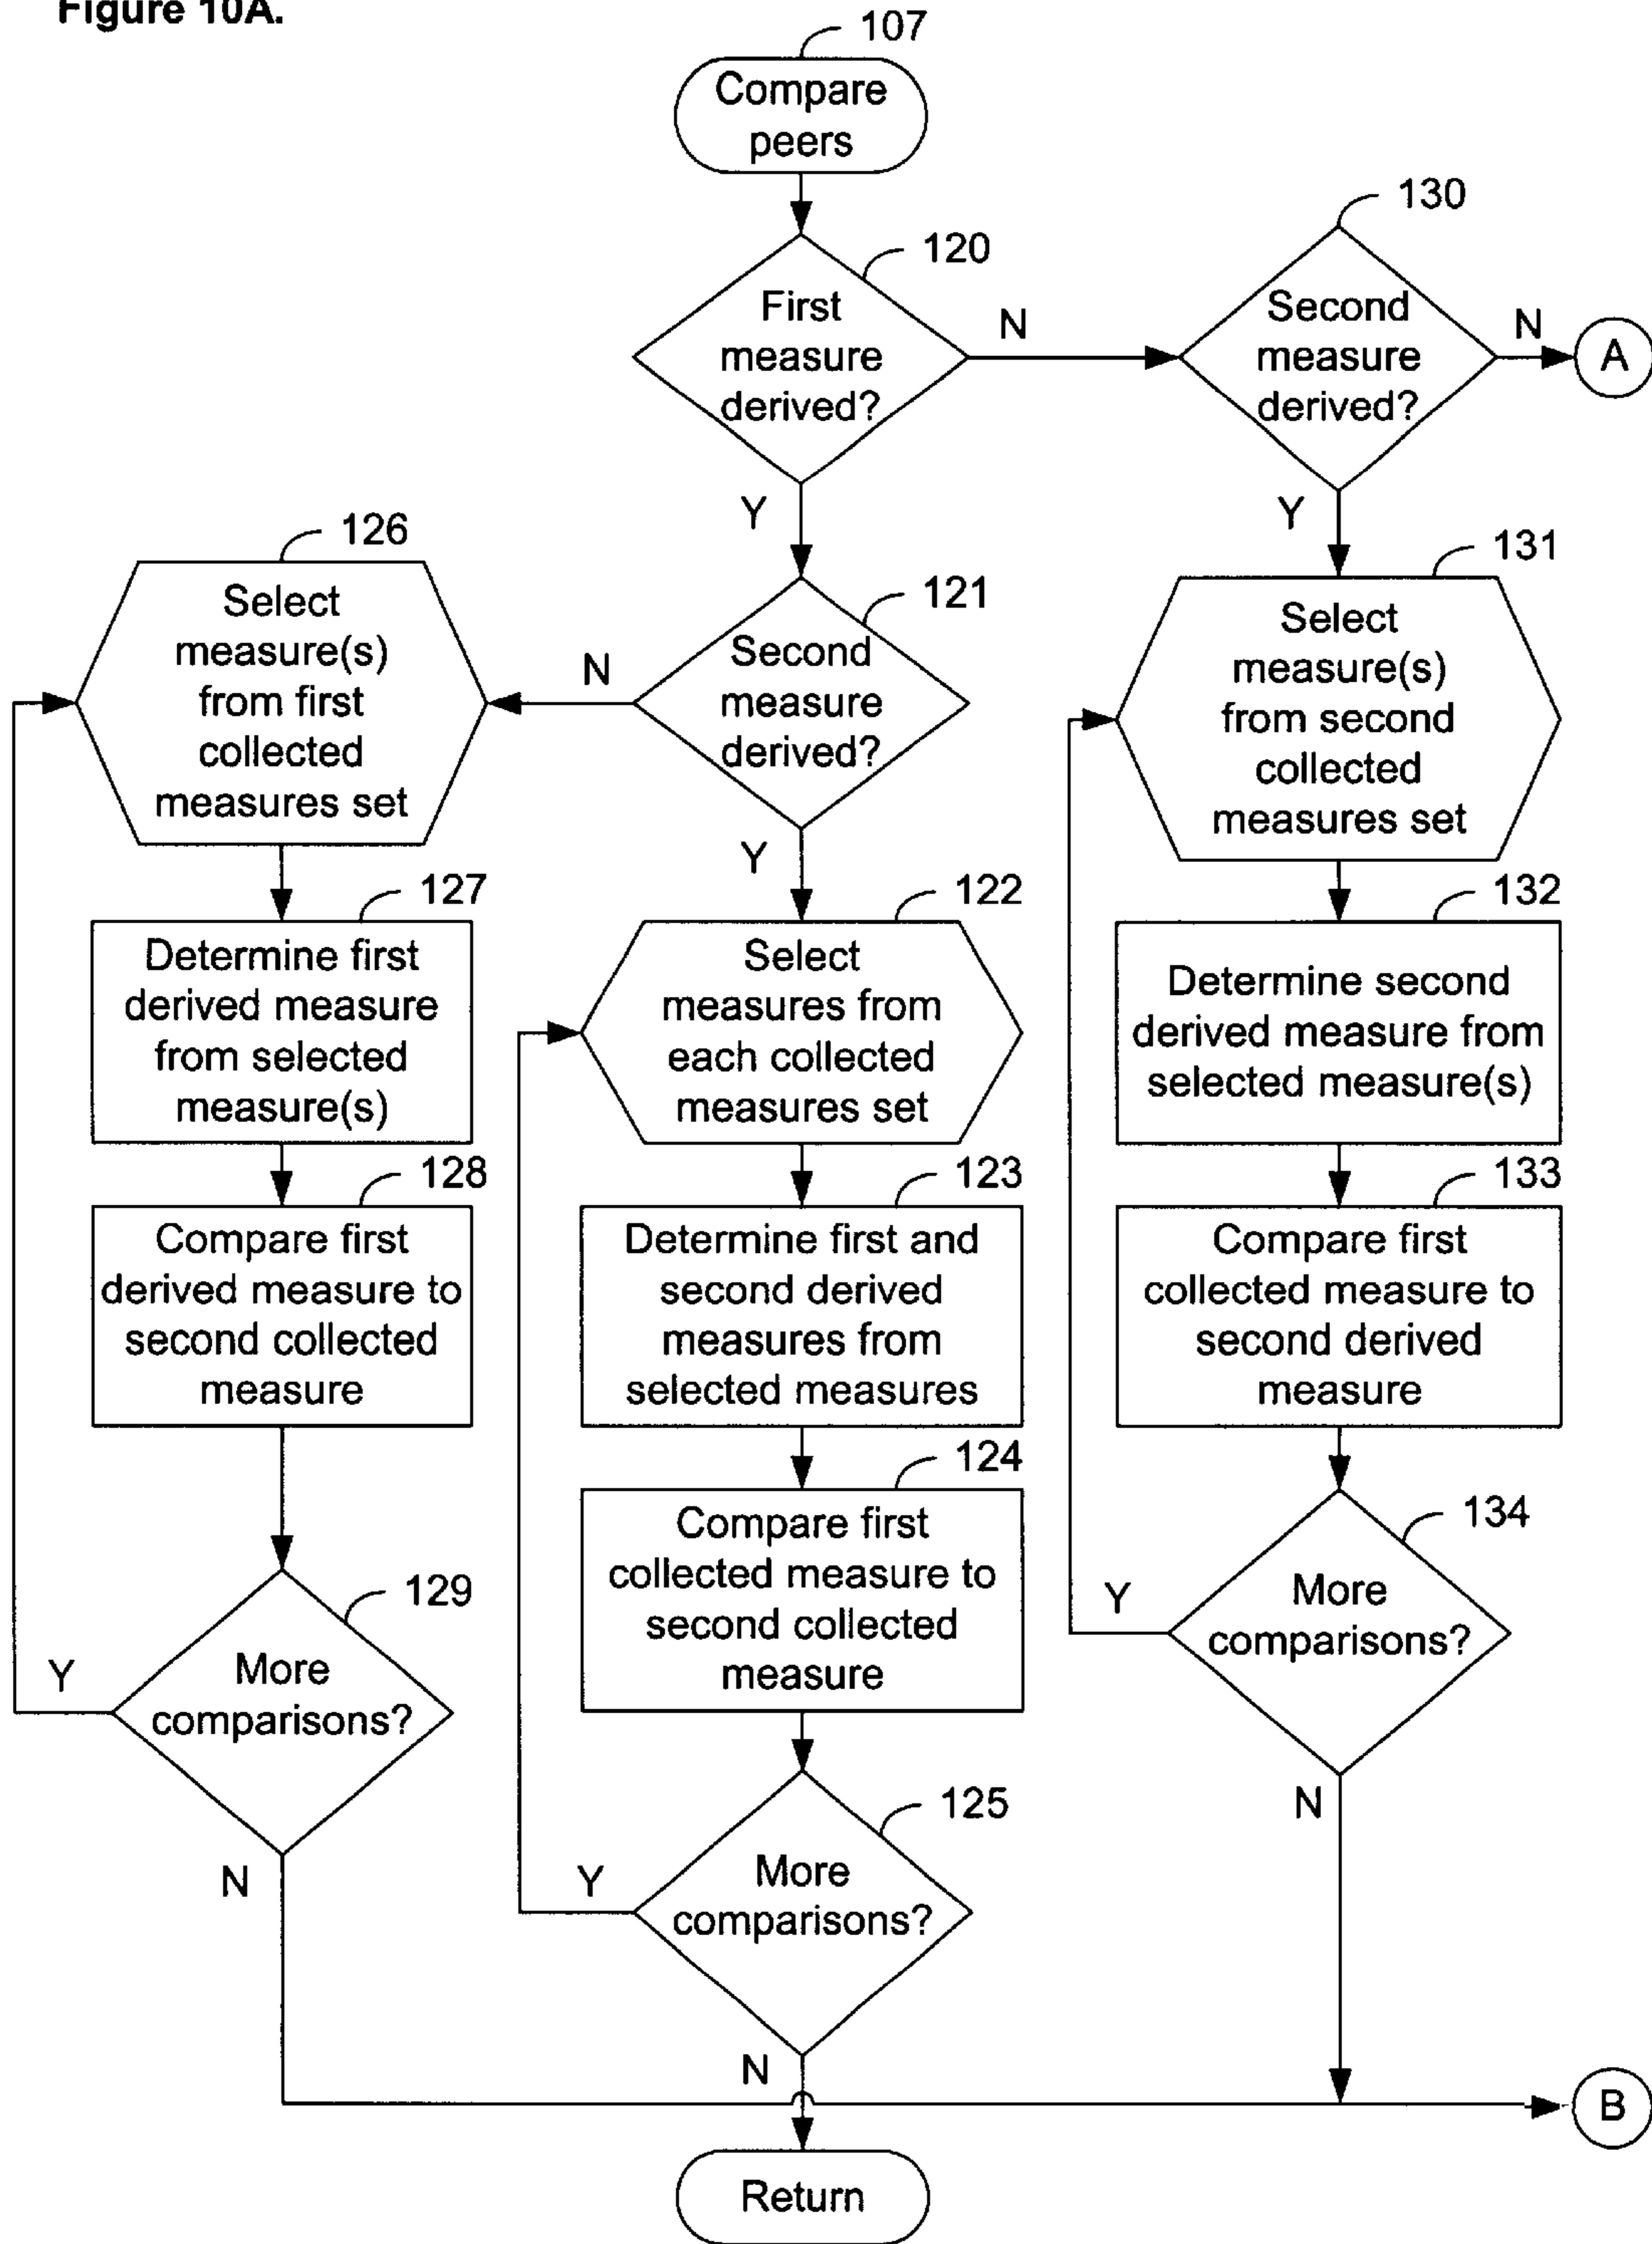 Figure 10A.
107
Compare
peers
120
First
measure
derived?
N
Y
130
Second
measure
derived?
N
A
Y
126
Select
measure(s)
from first
collected
measures set
121
Second
measure
derived?
N
Y
131
Select
measure(s)
from second
collected
measures set
127
Determine first
derived measure
from selected
measure(s)
122
Select
measures from
each collected
measures set
132
Determine second
derived measure from
selected measure(s)
128
Compare first
derived measure to
second collected
measure
123
Determine first and
second derived
measures from
selected measures
133
Compare first
collected measure to
second derived
measure
124
Compare first
collected measure to
second collected
measure
134
More
comparisons?
Y
N
129
More
comparisons?
Y
N
125
More
comparisons?
Y
N
B
Return